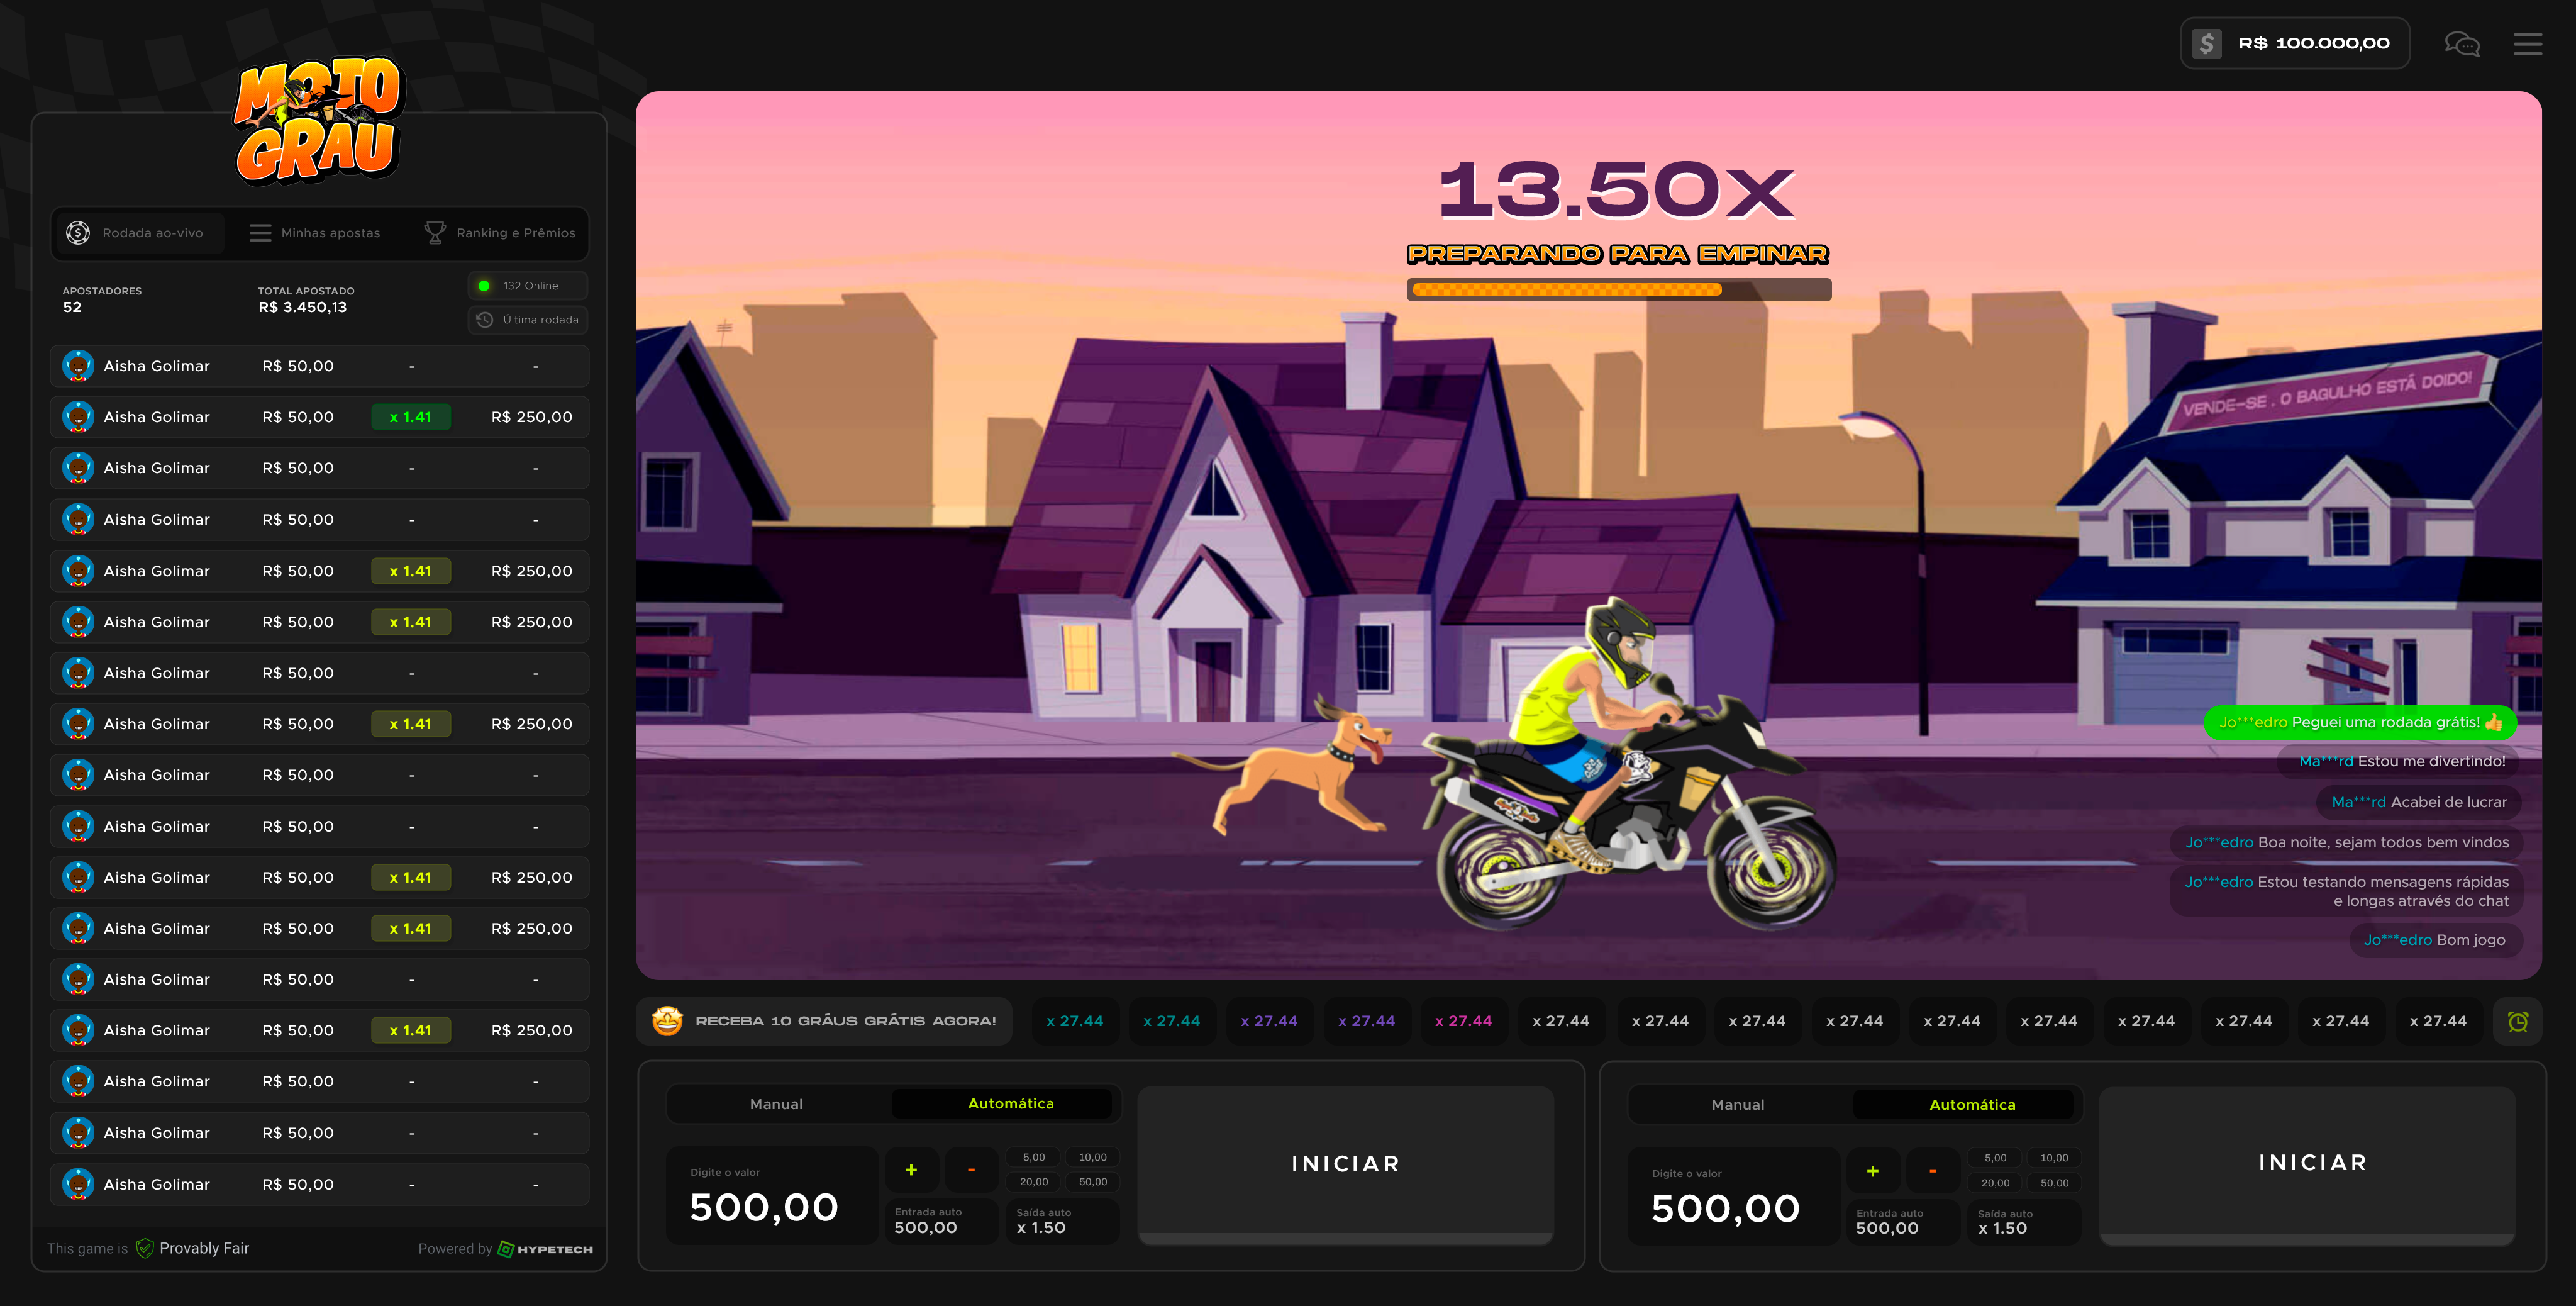 R$ 100.000,00
MOTO
GRAU
Rodada ao-vivo Minhas apostas Ranking e Prêmios
APOSTADORES TOTAL APOSTADO 132 Online
52 R$ 3.450,13 Última rodada
Aisha Golimar R$ 50,00 - -
Aisha Golimar R$ 50,00 x 1.41 R$ 250,00
Aisha Golimar R$ 50,00 - -
Aisha Golimar R$ 50,00 - -
Aisha Golimar R$ 50,00 x 1.41 R$ 250,00
Aisha Golimar R$ 50,00 x 1.41 R$ 250,00
Aisha Golimar R$ 50,00 - -
Aisha Golimar R$ 50,00 x 1.41 R$ 250,00
Aisha Golimar R$ 50,00 - -
Aisha Golimar R$ 50,00 - -
Aisha Golimar R$ 50,00 x 1.41 R$ 250,00
Aisha Golimar R$ 50,00 x 1.41 R$ 250,00
Aisha Golimar R$ 50,00 - -
Aisha Golimar R$ 50,00 x 1.41 R$ 250,00
Aisha Golimar R$ 50,00 - -
Aisha Golimar R$ 50,00 - -
Aisha Golimar R$ 50,00 - -
This game is Provably Fair Powered by HYPETECH
13.50x
PREPARANDO PARA EMPINAR
VENDE-SE . O BAGULHO ESTÁ DOIDO!
Jo***edro Peguei uma rodada grátis! 👍
Ma***rd Estou me divertindo!
Ma***rd Acabei de lucrar
Jo***edro Boa noite, sejam todos bem vindos
Jo***edro Estou testando mensagens rápidas
e longas através do chat
Jo***edro Bom jogo
RECEBA 10 GRÁUS GRÁTIS AGORA! x 27.44 x 27.44 x 27.44 x 27.44 x 27.44 x 27.44 x 27.44 x 27.44 x 27.44 x 27.44 x 27.44 x 27.44 x 27.44 x 27.44 x 27.44
Manual Automática
Digite o valor
500,00
+ -
5,00 10,00
20,00 50,00
Entrada auto
500,00
Saída auto
x 1.50
INICIAR
Manual Automática
Digite o valor
500,00
+ -
5,00 10,00
20,00 50,00
Entrada auto
500,00
Saída auto
x 1.50
INICIAR